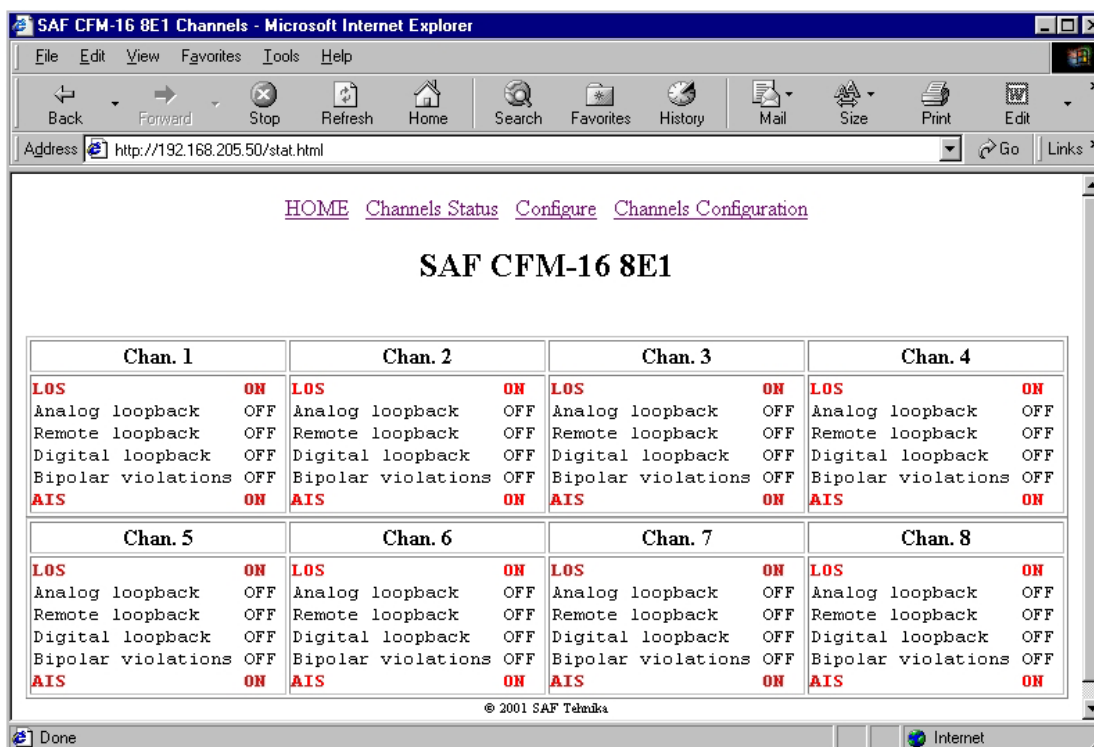 SAF CFM-16 8E1 Channels - Microsoft Internet Explorer
File Edit View Favorites Tools Help
Back Forward Stop Refresh Home Search Favorites History Mail Size Print Edit
Address http://192.168.205.50/stat.html Go Links
HOME Channels Status Configure Channels Configuration
SAF CFM-16 8E1
Chan. 1 Chan. 2 Chan. 3 Chan. 4
LOS ON LOS ON LOS ON LOS ON
Analog loopback OFF Analog loopback OFF Analog loopback OFF Analog loopback OFF
Remote loopback OFF Remote loopback OFF Remote loopback OFF Remote loopback OFF
Digital loopback OFF Digital loopback OFF Digital loopback OFF Digital loopback OFF
Bipolar violations OFF Bipolar violations OFF Bipolar violations OFF Bipolar violations OFF
AIS ON AIS ON AIS ON AIS ON
Chan. 5 Chan. 6 Chan. 7 Chan. 8
LOS ON LOS ON LOS ON LOS ON
Analog loopback OFF Analog loopback OFF Analog loopback OFF Analog loopback OFF
Remote loopback OFF Remote loopback OFF Remote loopback OFF Remote loopback OFF
Digital loopback OFF Digital loopback OFF Digital loopback OFF Digital loopback OFF
Bipolar violations OFF Bipolar violations OFF Bipolar violations OFF Bipolar violations OFF
AIS ON AIS ON AIS ON AIS ON
© 2001 SAF Tehnika
Done Internet